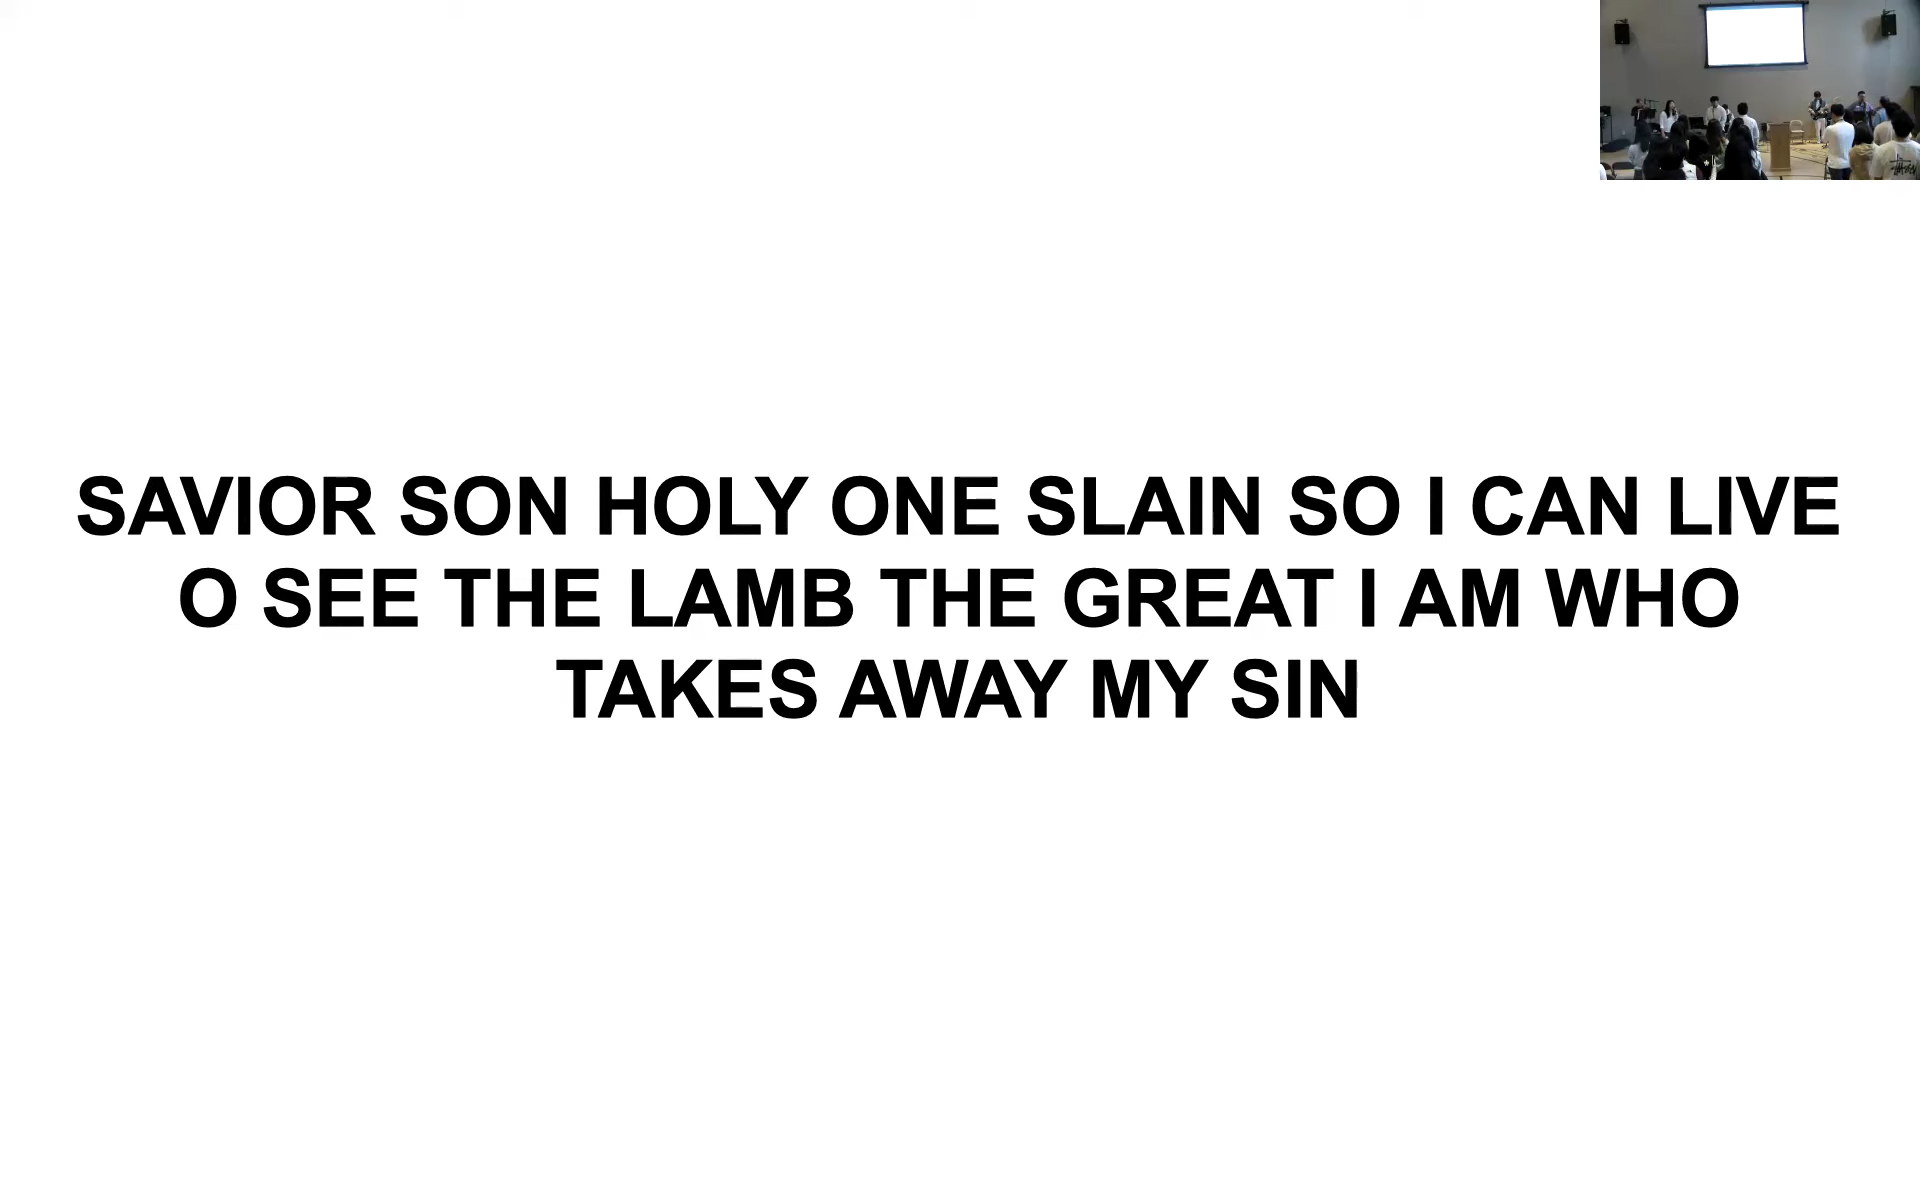 SAVIOR SON HOLY ONE SLAIN SO I CAN LIVE
O SEE THE LAMB THE GREAT I AM WHO
TAKES AWAY MY SIN